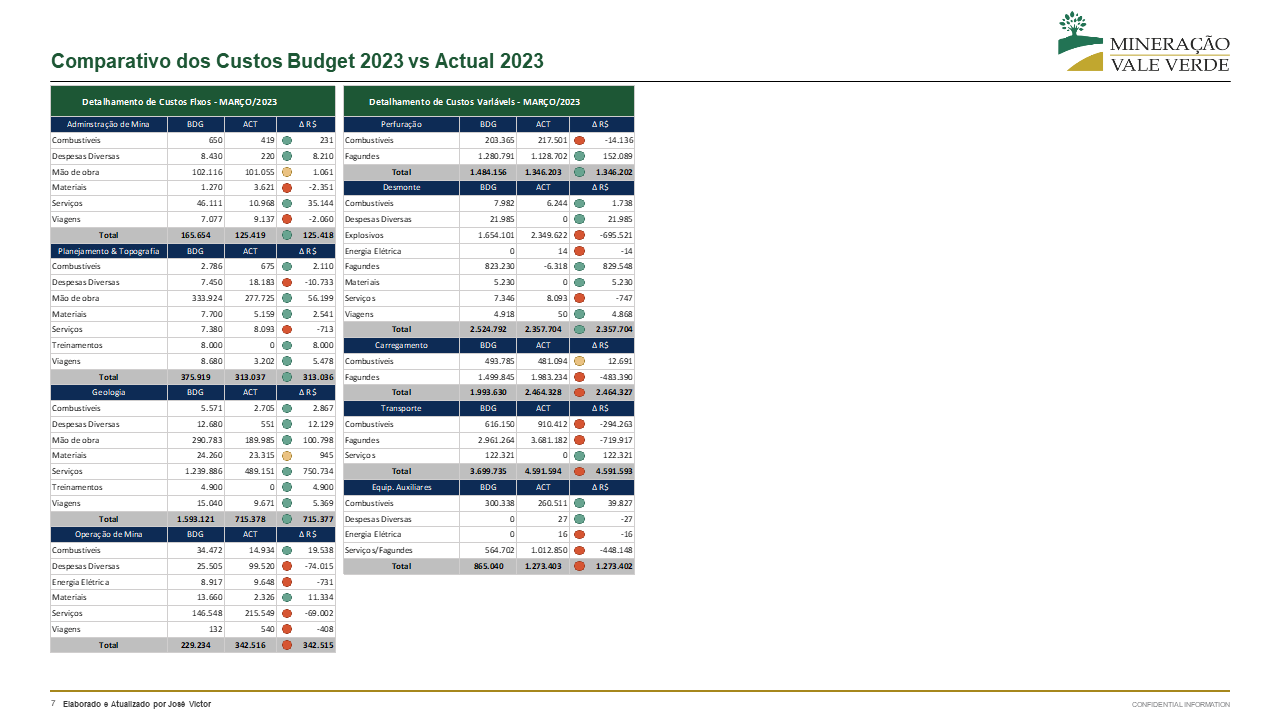 Comparativo dos Custos Budget 2023 vs Actual 2023
MINERAÇÃO
VALE VERDE
Detalhamento de Custos Fixos - MARÇO/2023
Adminstração de Mina BDG ACT Δ R$
Combustíveis 650 419 231
Despesas Diversas 8.430 220 8.210
Mão de obra 102.116 101.055 1.061
Materiais 1.270 3.621 -2.351
Serviços 46.111 10.968 35.144
Viagens 7.077 9.137 -2.060
Total 165.654 125.419 125.418
Planejamento & Topografia BDG ACT Δ R$
Combustíveis 2.786 675 2.110
Despesas Diversas 7.450 18.183 -10.733
Mão de obra 333.924 277.725 56.199
Materiais 7.700 5.159 2.541
Serviços 7.380 8.093 -713
Treinamentos 8.000 0 8.000
Viagens 8.680 3.202 5.478
Total 375.919 313.037 313.036
Geologia BDG ACT Δ R$
Combustíveis 5.571 2.705 2.867
Despesas Diversas 12.680 551 12.129
Mão de obra 290.783 189.985 100.798
Materiais 24.260 23.315 945
Serviços 1.239.886 489.151 750.734
Treinamentos 4.900 0 4.900
Viagens 15.040 9.671 5.369
Total 1.593.121 715.378 715.377
Operação de Mina BDG ACT Δ R$
Combustíveis 34.472 14.934 19.538
Despesas Diversas 25.505 99.520 -74.015
Energia Elétrica 8.917 9.648 -731
Materiais 13.660 2.326 11.334
Serviços 146.548 215.549 -69.002
Viagens 132 540 -408
Total 229.234 342.516 342.515
Detalhamento de Custos Variáveis - MARÇO/2023
Perfuração BDG ACT Δ R$
Combustíveis 203.365 217.501 -14.136
Fagundes 1.280.791 1.128.702 152.089
Total 1.484.156 1.346.203 1.346.202
Desmonte BDG ACT Δ R$
Combustíveis 7.982 6.244 1.738
Despesas Diversas 21.985 0 21.985
Explosivos 1.654.101 2.349.622 -695.521
Energia Elétrica 0 14 -14
Fagundes 823.230 -6.318 829.548
Materiais 5.230 0 5.230
Serviços 7.346 8.093 -747
Viagens 4.918 50 4.868
Total 2.524.792 2.357.704 2.357.704
Carregamento BDG ACT Δ R$
Combustíveis 493.785 481.094 12.691
Fagundes 1.499.845 1.983.234 -483.390
Total 1.993.630 2.464.328 2.464.327
Transporte BDG ACT Δ R$
Combustíveis 616.150 910.412 -294.263
Fagundes 2.961.264 3.681.182 -719.917
Serviços 122.321 0 122.321
Total 3.699.735 4.591.594 4.591.593
Equip. Auxiliares BDG ACT Δ R$
Combustíveis 300.338 260.511 39.827
Despesas Diversas 0 27 -27
Energia Elétrica 0 16 -16
Serviços/Fagundes 564.702 1.012.850 -448.148
Total 865.040 1.273.403 1.273.402
7 Elaborado e Atualizado por José Victor
CONFIDENTIAL INFORMATION